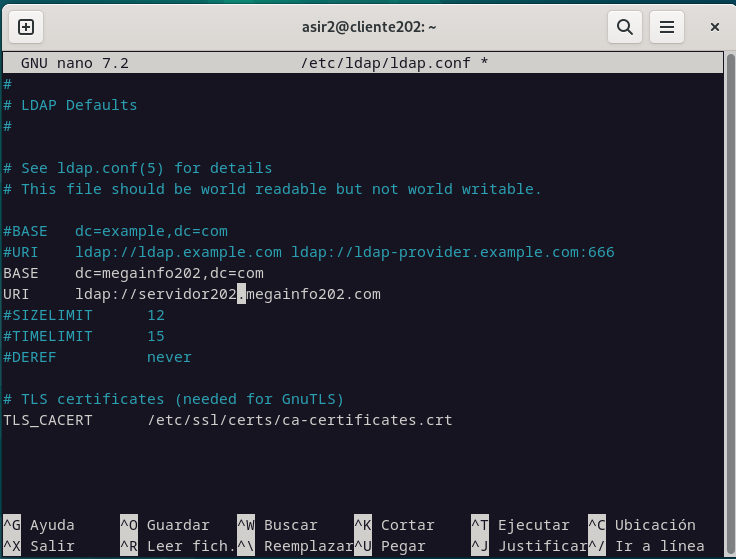 asir2@cliente202: ~
GNU nano 7.2 /etc/ldap/ldap.conf *
#
# LDAP Defaults
#
# See ldap.conf(5) for details
# This file should be world readable but not world writable.
#BASE dc=example,dc=com
#URI ldap://ldap.example.com ldap://ldap-provider.example.com:666
BASE dc=megainfo202,dc=com
URI ldap://servidor202.megainfo202.com
#SIZELIMIT 12
#TIMELIMIT 15
#DEREF never
# TLS certificates (needed for GnuTLS)
TLS_CACERT /etc/ssl/certs/ca-certificates.crt
^G Ayuda ^O Guardar ^W Buscar ^K Cortar ^T Ejecutar ^C Ubicación
^X Salir ^R Leer fich. ^\ Reemplazar ^U Pegar ^J Justificar ^/ Ir a línea